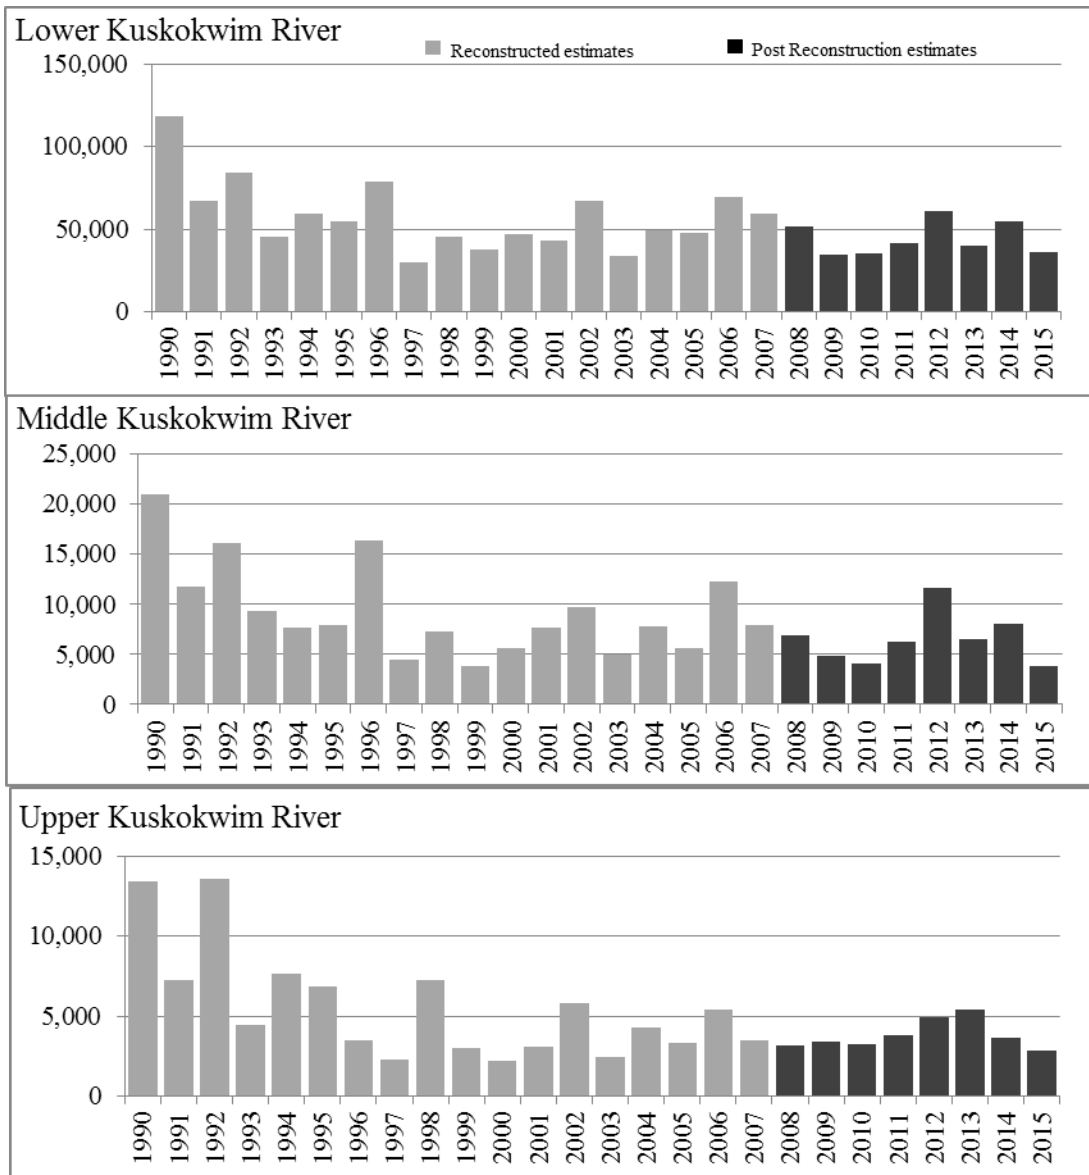 Lower Kuskokwim River
Reconstructed estimates Post Reconstruction estimates
150,000
100,000
50,000
0
1990 1991 1992 1993 1994 1995 1996 1997 1998 1999 2000 2001 2002 2003 2004 2005 2006 2007 2008 2009 2010 2011 2012 2013 2014 2015
Middle Kuskokwim River
25,000
20,000
15,000
10,000
5,000
0
1990 1991 1992 1993 1994 1995 1996 1997 1998 1999 2000 2001 2002 2003 2004 2005 2006 2007 2008 2009 2010 2011 2012 2013 2014 2015
Upper Kuskokwim River
15,000
10,000
5,000
0
1990 1991 1992 1993 1994 1995 1996 1997 1998 1999 2000 2001 2002 2003 2004 2005 2006 2007 2008 2009 2010 2011 2012 2013 2014 2015